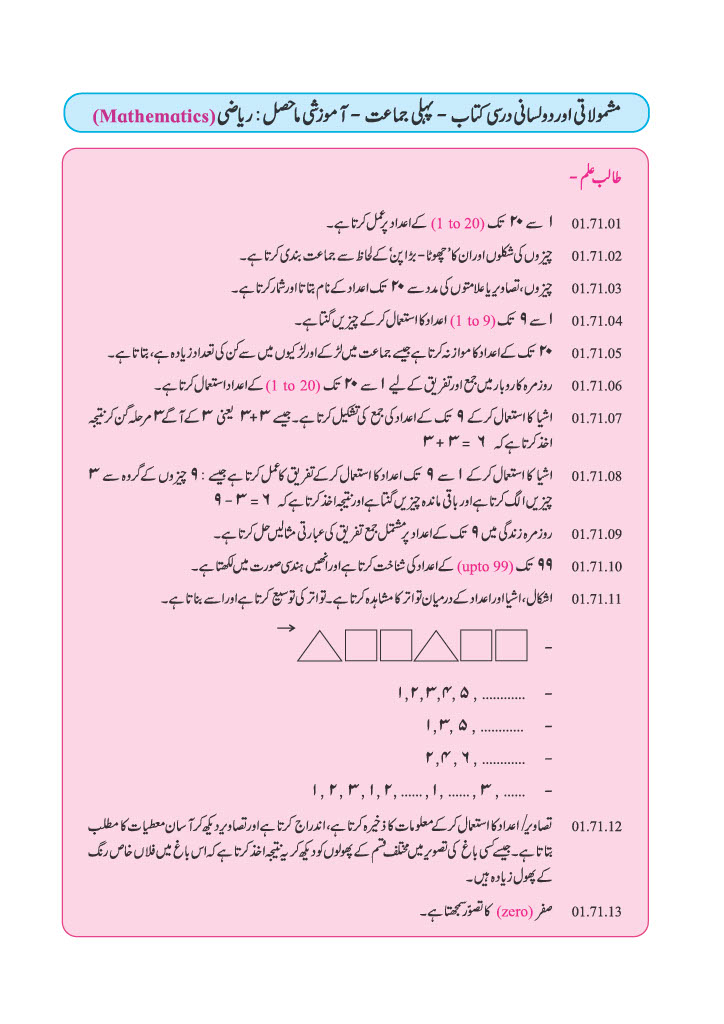 مشمولاتی اور دو لسانی درسی کتاب - پہلی جماعت - آموزشی ماحصل : ریاضی (Mathematics)
طالب علم -
01.71.01 ۱ سے ۲۰ تک (1 to 20) کے اعداد پر عمل کرتا ہے۔
01.71.02 چیزوں کی شکلوں اور ان کا ’چھوٹا - بڑا پن‘ کے لحاظ سے جماعت بندی کرتا ہے۔
01.71.03 چیزوں، تصاویر یا علامتوں کی مدد سے ۲۰ تک اعداد کے نام بتاتا اور شمار کرتا ہے۔
01.71.04 ۱ سے ۹ تک (1 to 9) اعداد کا استعمال کر کے چیزیں گنتا ہے۔
01.71.05 ۲۰ تک کے اعداد کا موازنہ کرتا ہے جیسے جماعت میں لڑکے اور لڑکیوں میں سے کن کی تعداد زیادہ ہے، بتاتا ہے۔
01.71.06 روزمرہ کاروبار میں جمع اور تفریق کے لیے ۱ سے ۲۰ تک (1 to 20) کے اعداد استعمال کرتا ہے۔
01.71.07 اشیا کا استعمال کر کے ۹ تک کے اعداد کی جمع کی تشکیل کرتا ہے۔ جیسے ۳+۳ یعنی ۳ کے آگے ۳ مرحلہ گن کر نتیجہ
اخذ کرتا ہے کہ ۳ + ۳ = ۶
01.71.08 اشیا کا استعمال کر کے ۱ سے ۹ تک اعداد کا استعمال کر کے تفریق کا عمل کرتا ہے جیسے : ۹ چیزوں کے گروہ سے ۳
چیزیں الگ کرتا ہے اور باقی ماندہ چیزیں گنتا ہے اور نتیجہ اخذ کرتا ہے کہ ۹ - ۳ = ۶
01.71.09 روزمرہ زندگی میں ۹ تک کے اعداد پر مشتمل جمع تفریق کی عبارتی مثالیں حل کرتا ہے۔
01.71.10 ۹۹ تک (upto 99) کے اعداد کی شناخت کرتا ہے اور انھیں ہندسی صورت میں لکھتا ہے۔
01.71.11 اشکال، اشیا اور اعداد کے درمیان تواتر کا مشاہدہ کرتا ہے۔ تواتر کی توسیع کرتا ہے اور اسے بناتا ہے۔
-
- ۱,۲,۳,۴, ۵ , ............
- ۱,۳, ۵ , ............
- ۲,۴, ۶ , ............
- ۱, ۲, ۳, ۱, ۲, ......, ۱, ......, ۳, ......
01.71.12 تصاویر/ اعداد کا استعمال کر کے معلومات کا ذخیرہ کرتا ہے، اندراج کرتا ہے اور تصاویر دیکھ کر آسان معطیات کا مطلب
بتاتا ہے۔ جیسے کسی باغ کی تصویر میں مختلف قسم کے پھولوں کو دیکھ کر یہ نتیجہ اخذ کرتا ہے کہ اس باغ میں فلاں خاص رنگ
کے پھول زیادہ ہیں۔
01.71.13 صفر (zero) کا تصوّر سمجھتا ہے۔